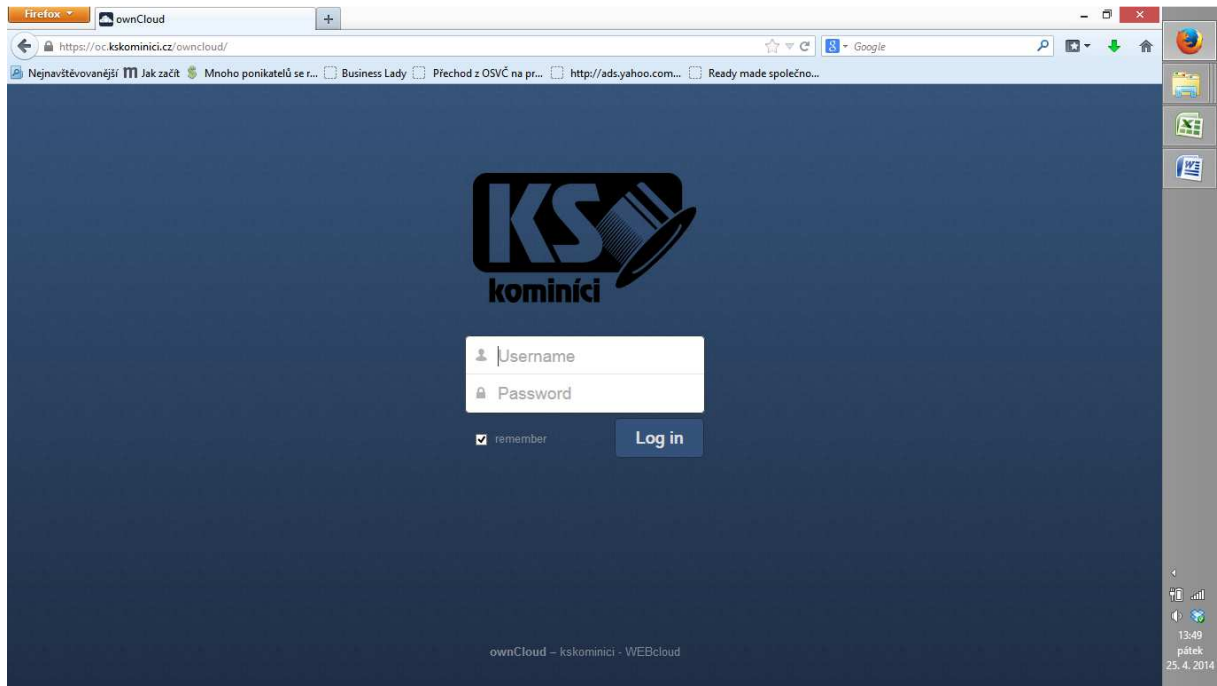 Firefox
ownCloud
https://oc.kskominici.cz/owncloud/
Google
Nejnavštěvovanější
Jak začít
Mnoho ponikatelů se r...
Business Lady
Přechod z OSVČ na pr...
http://ads.yahoo.com...
Ready made společno...
KS
kominíci
Username
Password
remember
Log in
ownCloud – kskominici - WEBcloud
13:49
pátek
25. 4. 2014